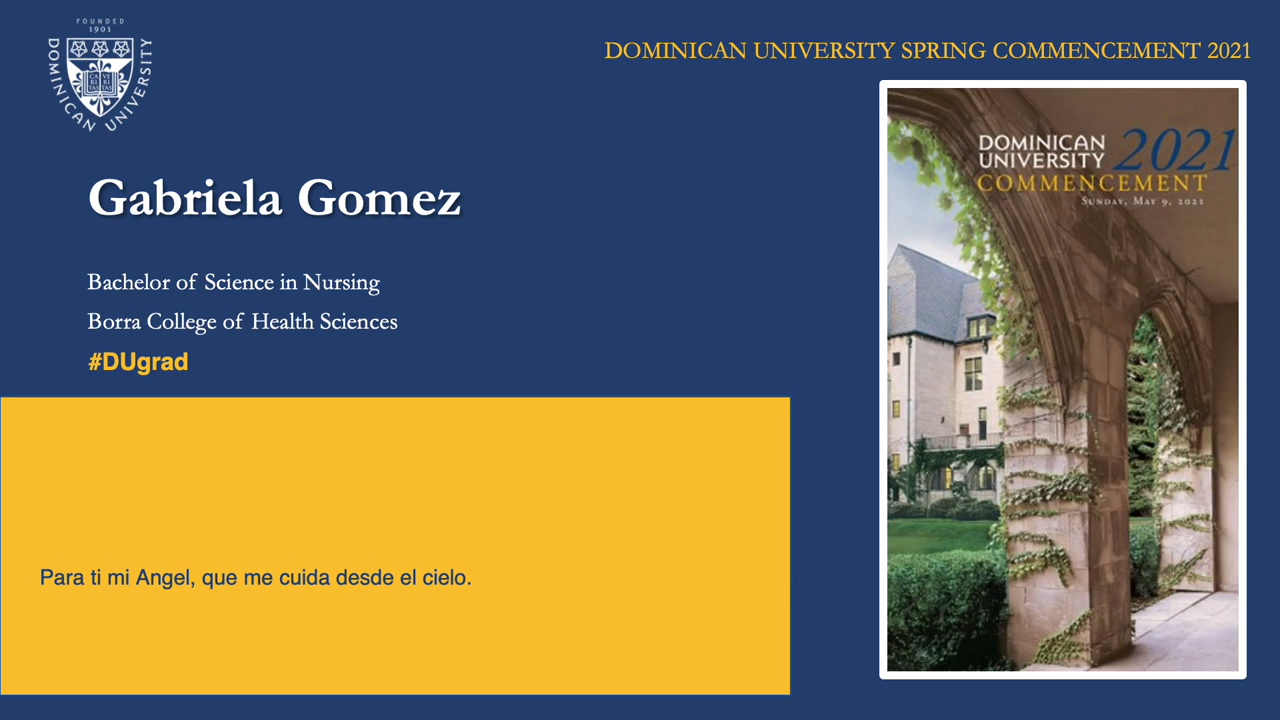 FOUNDED
1901
DOMINICAN UNIVERSITY
CARITAS VERITAS
DOMINICAN UNIVERSITY SPRING COMMENCEMENT 2021
Gabriela Gomez
Bachelor of Science in Nursing
Borra College of Health Sciences
#DUgrad
Para ti mi Angel, que me cuida desde el cielo.
DOMINICAN
UNIVERSITY 2021
COMMENCEMENT
SUNDAY, MAY 9, 2021